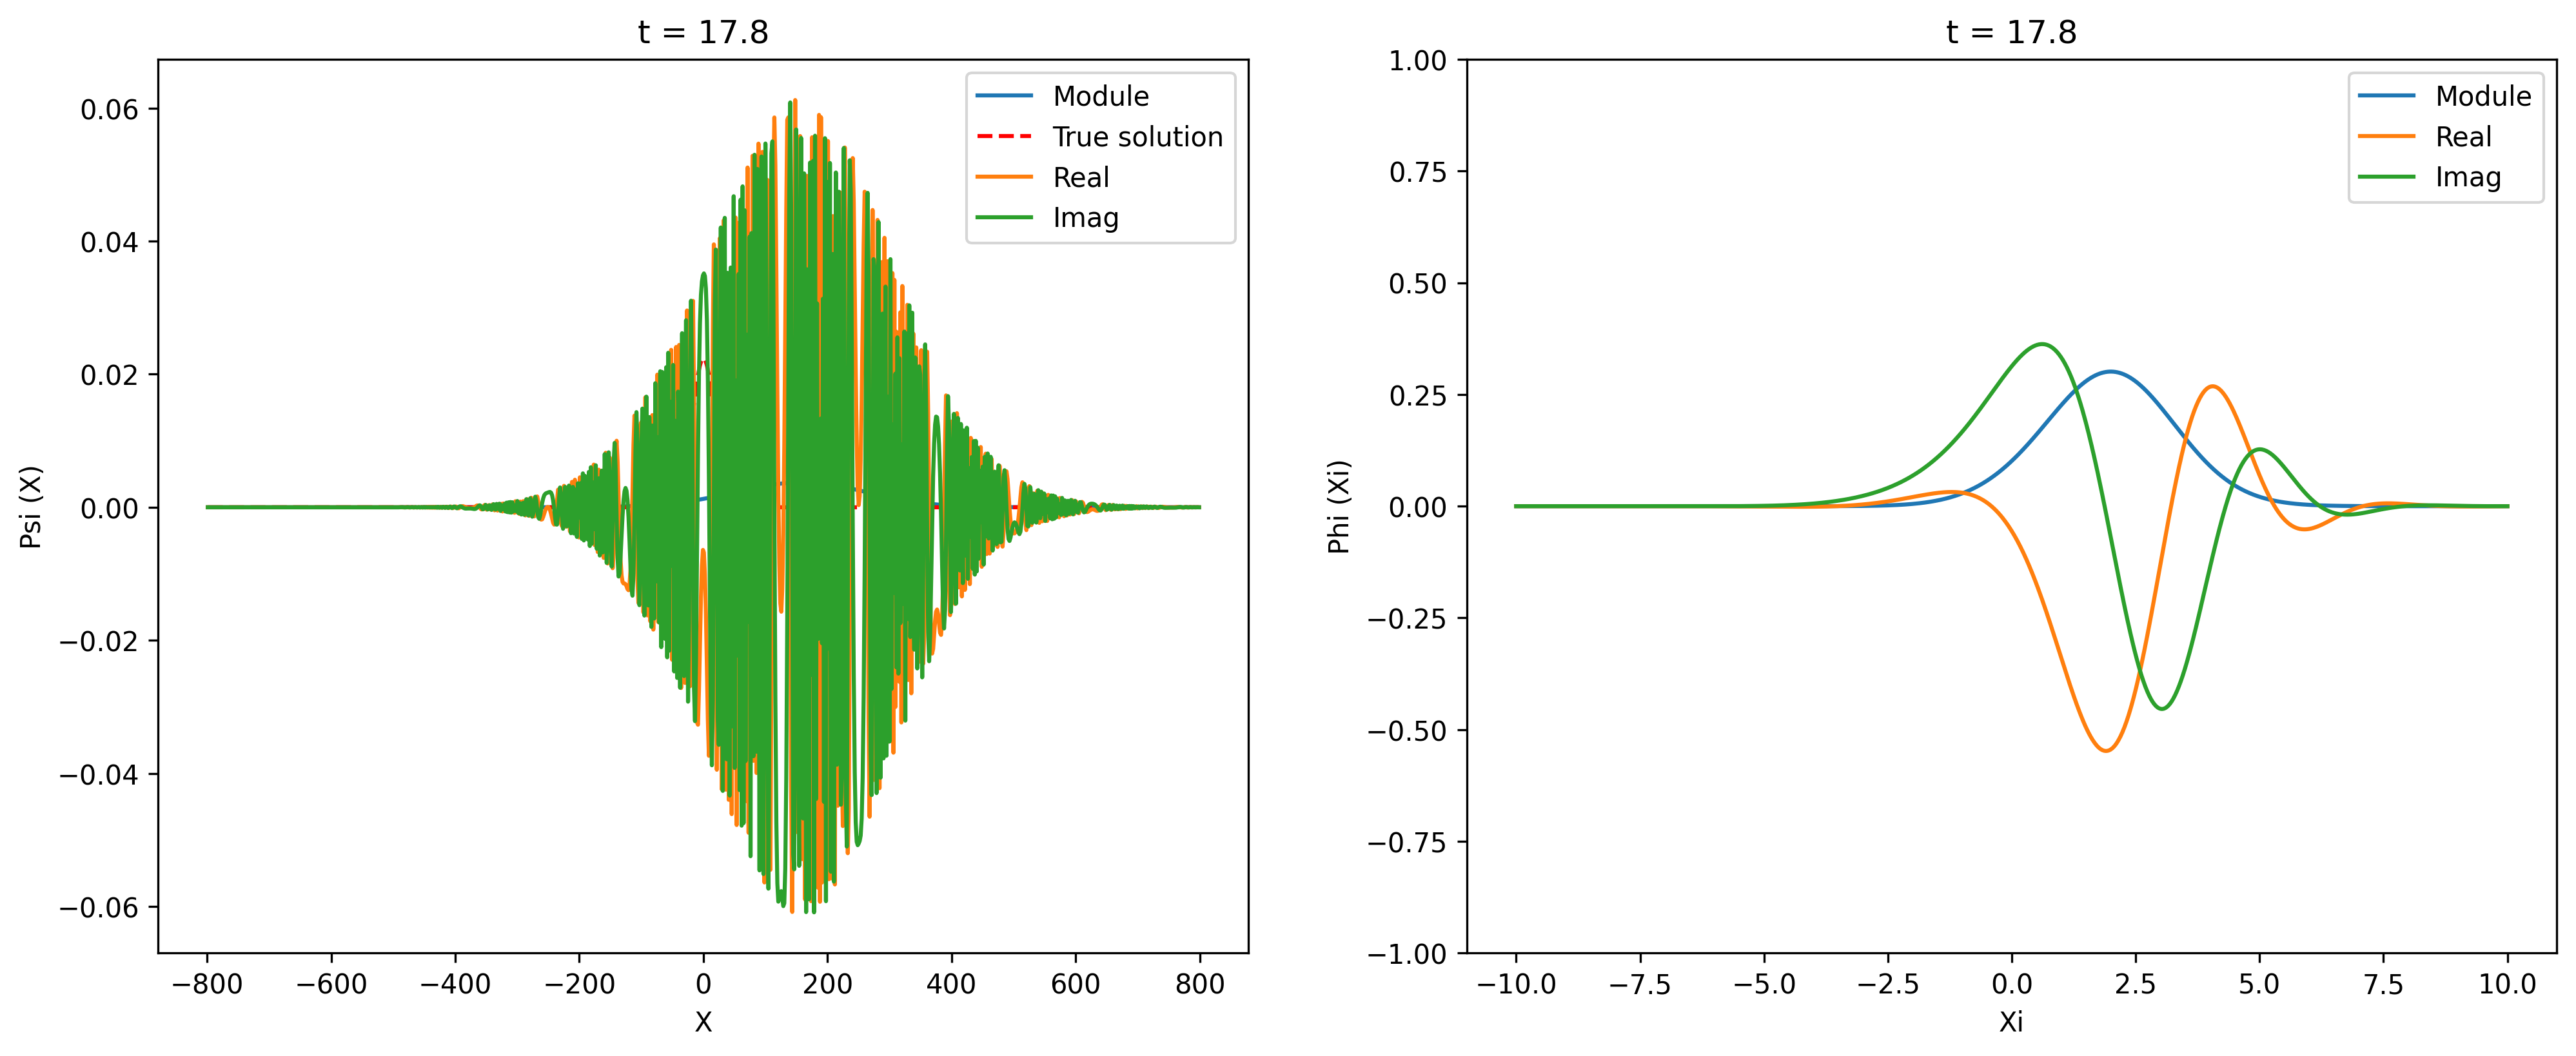 t = 17.8
Psi (X)
0.06
0.04
0.02
0.00
−0.02
−0.04
−0.06
−800
−600
−400
−200
0
200
400
600
800
X
Module
True solution
Real
Imag
t = 17.8
Phi (Xi)
1.00
0.75
0.50
0.25
0.00
−0.25
−0.50
−0.75
−1.00
−10.0
−7.5
−5.0
−2.5
0.0
2.5
5.0
7.5
10.0
Xi
Module
Real
Imag